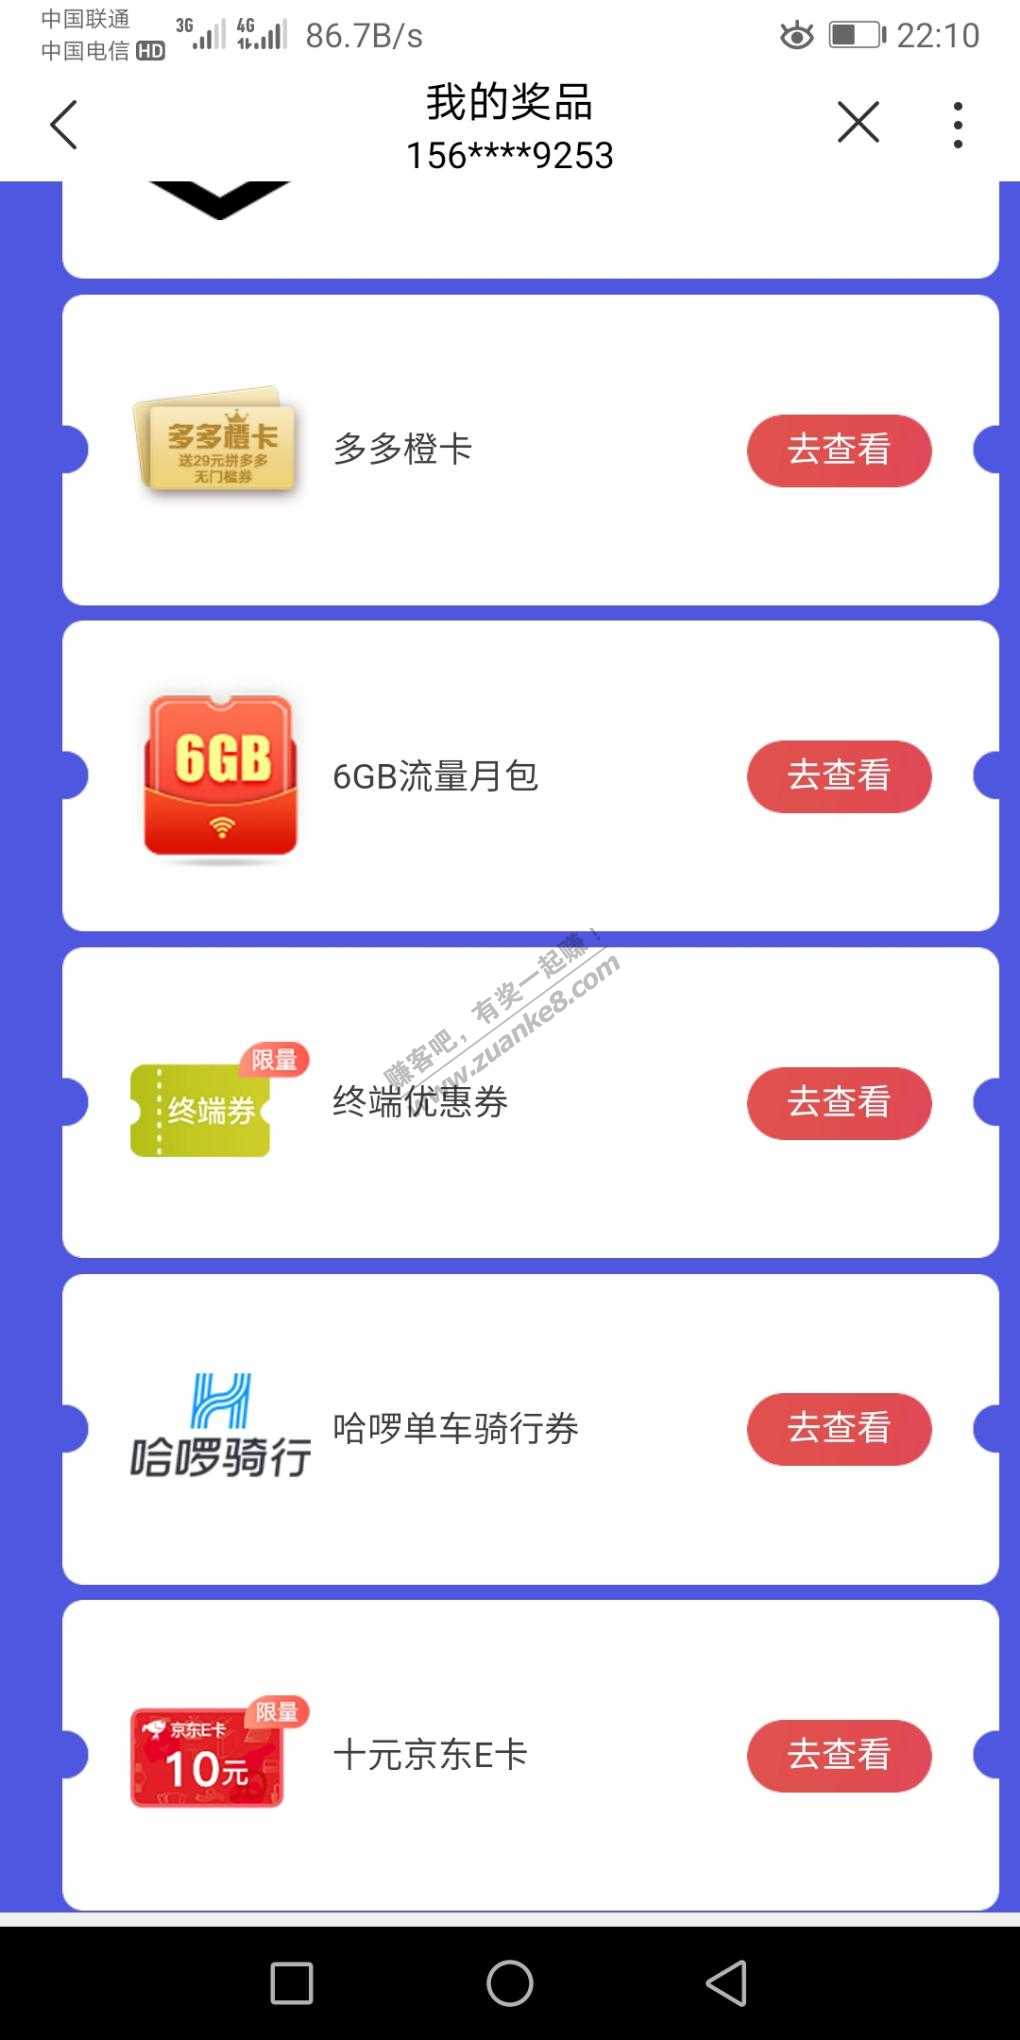 中国联通
中国电信 HD
3G
4G
86.7B/s
22:10
我的奖品
156****9253
多多橙卡
送29元拼多多
无门槛券
多多橙卡
去查看
6GB
6GB流量月包
去查看
赚客吧，有奖一起赚！
www.zuanke8.com
限量
终端券
终端优惠券
去查看
哈啰骑行
哈啰单车骑行券
去查看
限量
京东E卡
10元
十元京东E卡
去查看